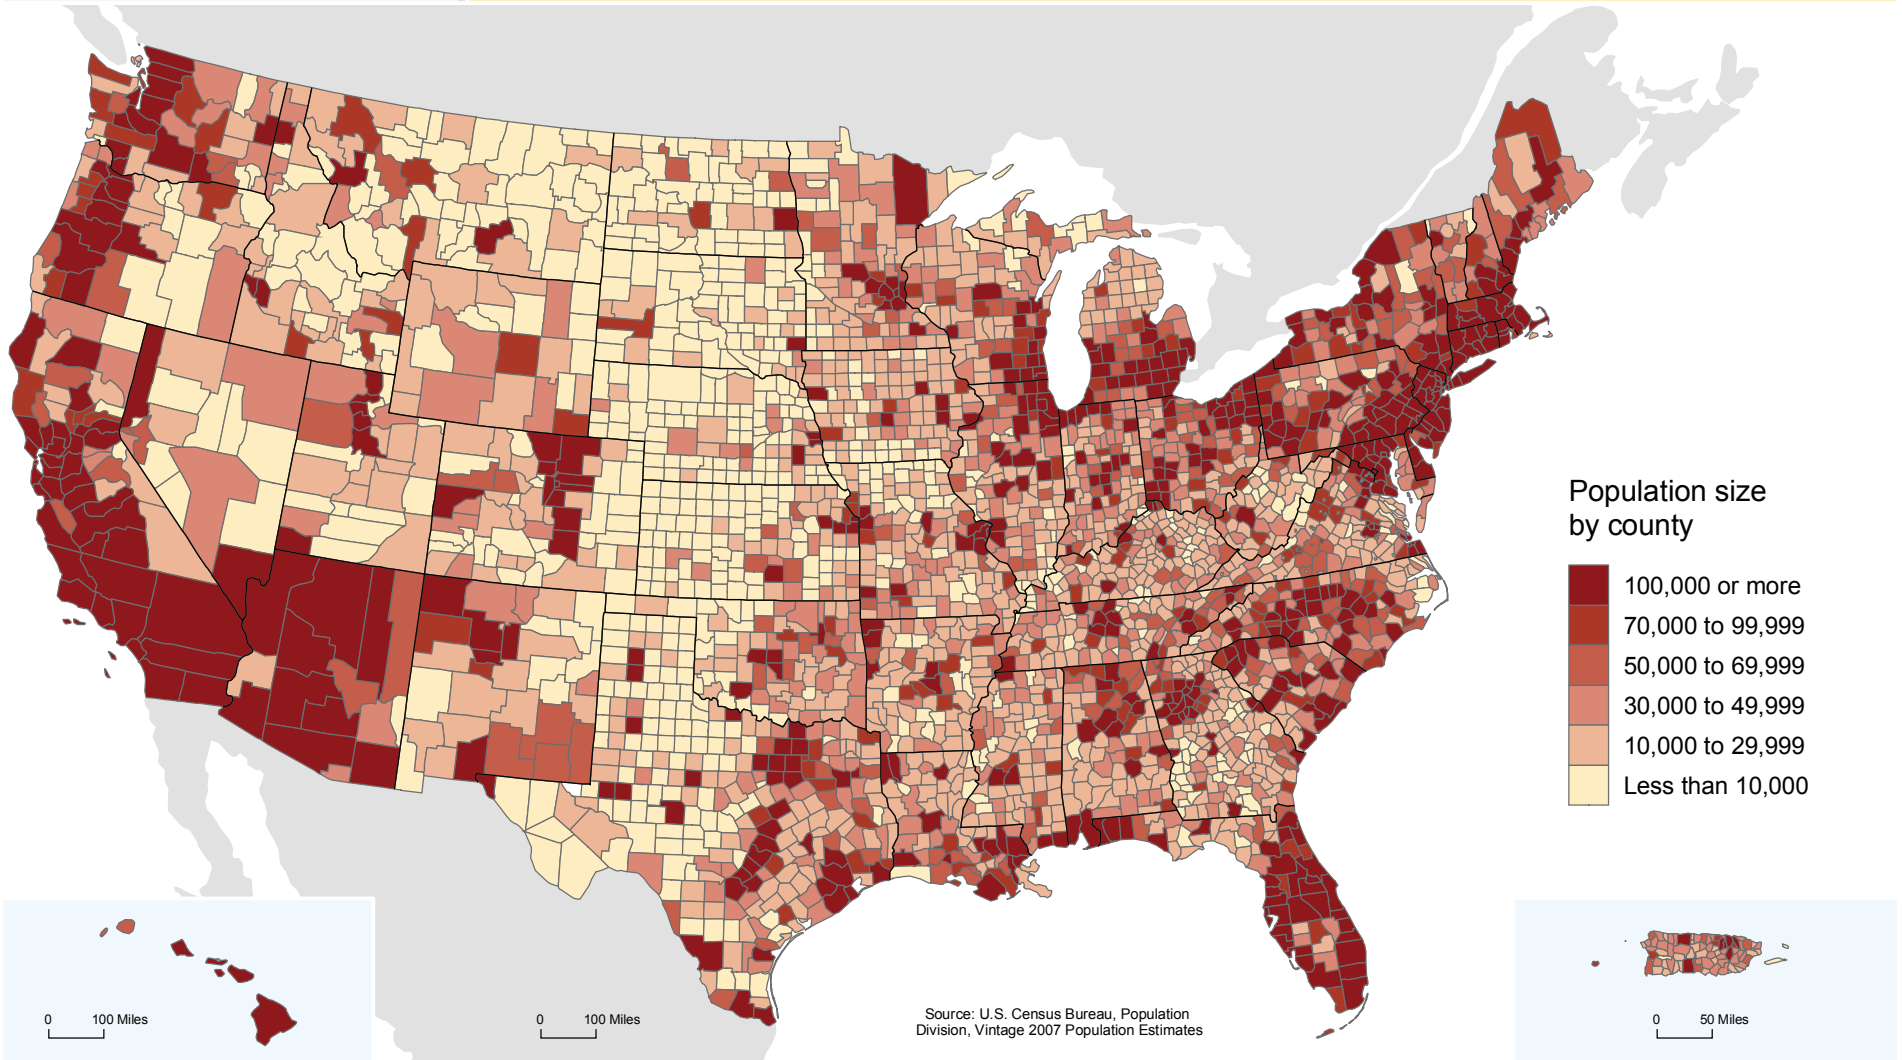 Population size
by county
100,000 or more
70,000 to 99,999
50,000 to 69,999
30,000 to 49,999
10,000 to 29,999
Less than 10,000
0 100 Miles
0 100 Miles
Source: U.S. Census Bureau, Population
Division, Vintage 2007 Population Estimates
0 50 Miles